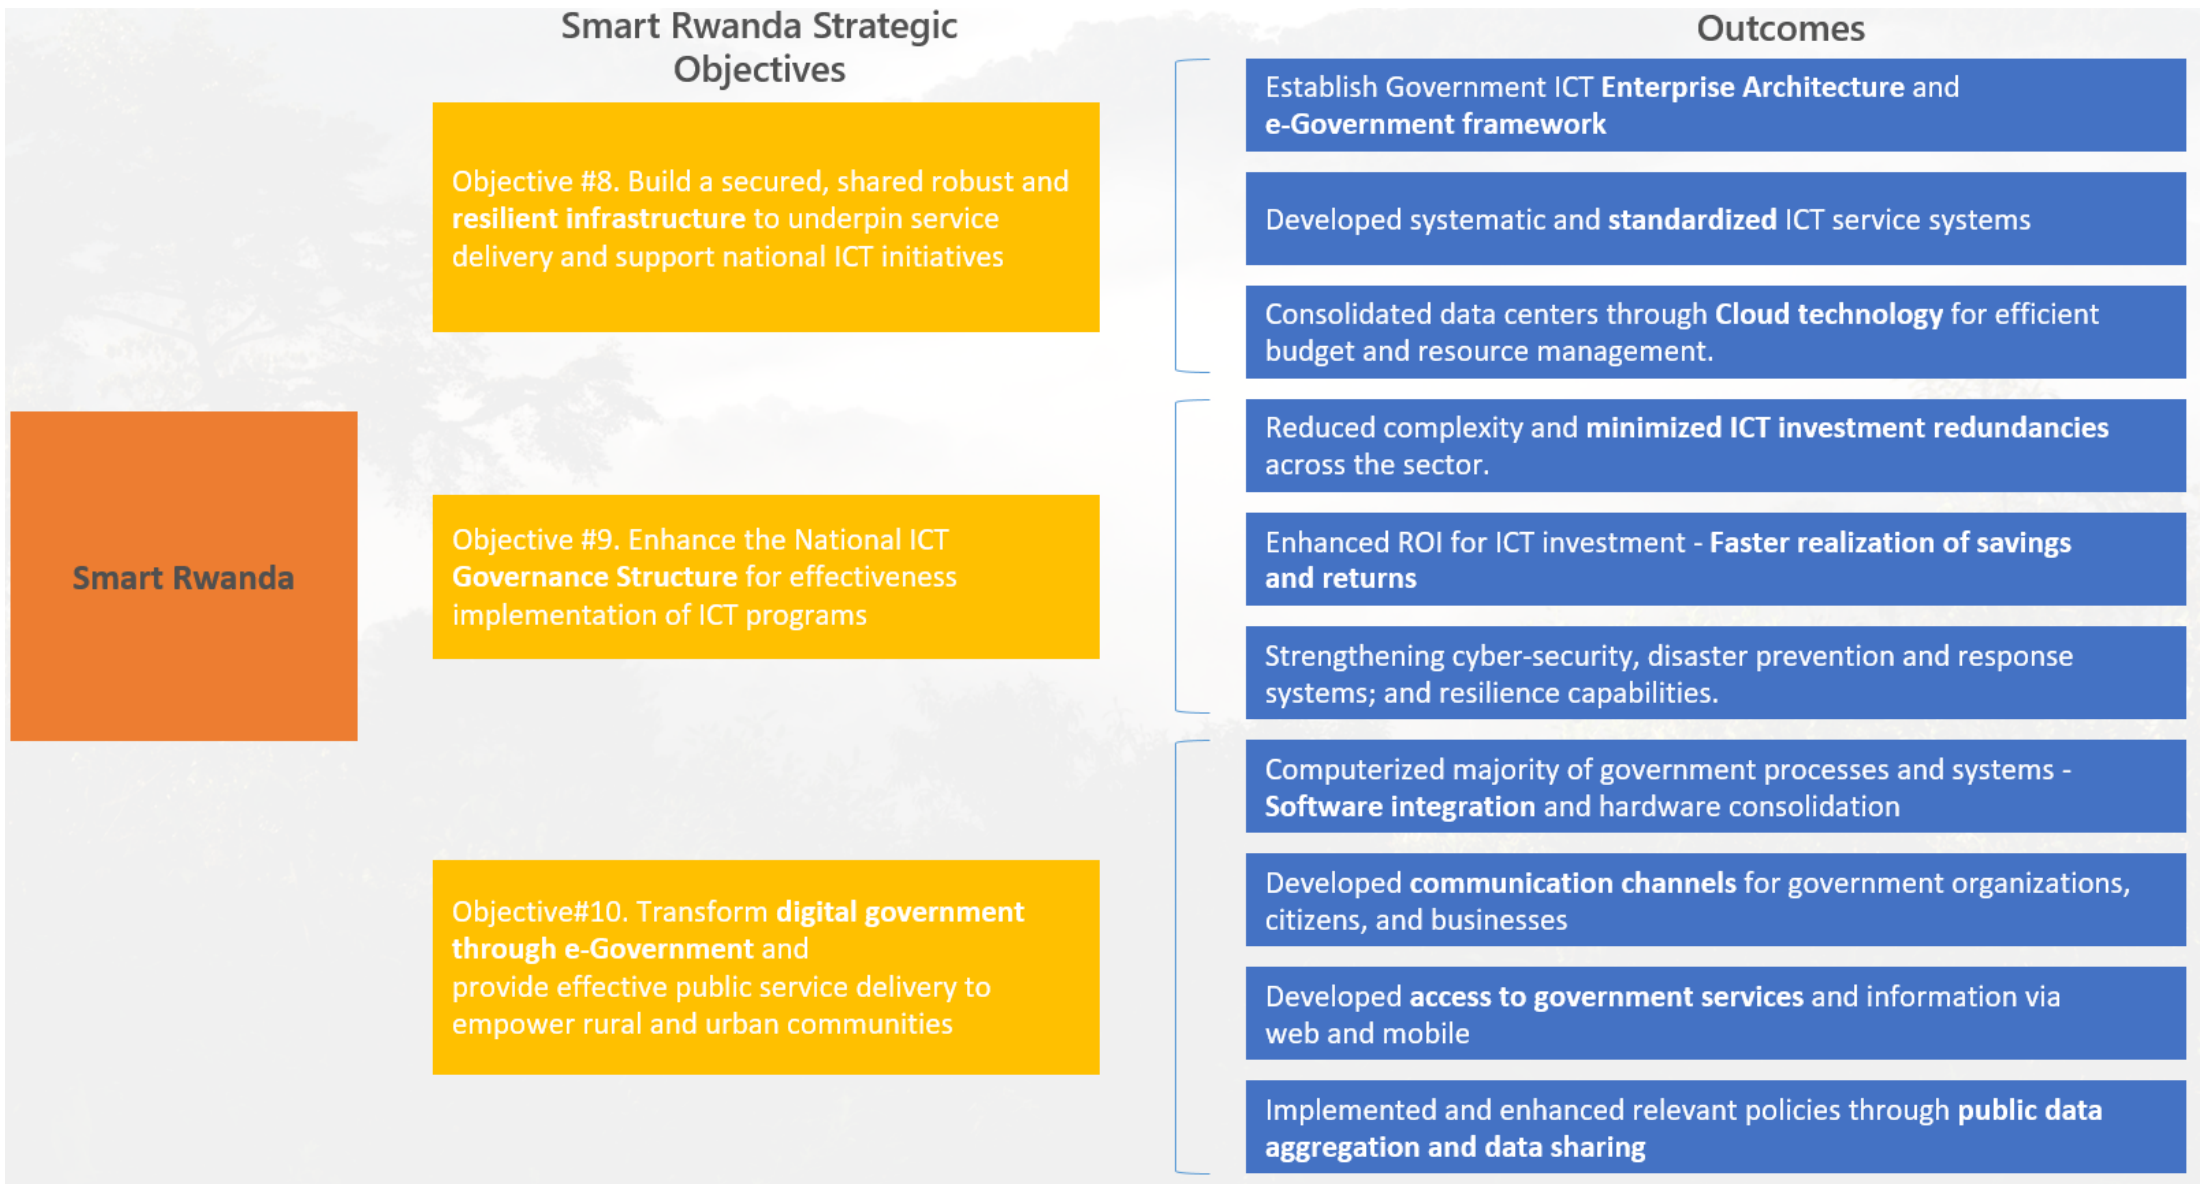 Smart Rwanda Strategic
Objectives
Outcomes
Smart Rwanda
Objective #8. Build a secured, shared robust and
resilient infrastructure to underpin service
delivery and support national ICT initiatives
Establish Government ICT Enterprise Architecture and
e-Government framework
Developed systematic and standardized ICT service systems
Consolidated data centers through Cloud technology for efficient
budget and resource management.
Objective #9. Enhance the National ICT
Governance Structure for effectiveness
implementation of ICT programs
Reduced complexity and minimized ICT investment redundancies
across the sector.
Enhanced ROI for ICT investment - Faster realization of savings
and returns
Strengthening cyber-security, disaster prevention and response
systems; and resilience capabilities.
Objective#10. Transform digital government
through e-Government and
provide effective public service delivery to
empower rural and urban communities
Computerized majority of government processes and systems -
Software integration and hardware consolidation
Developed communication channels for government organizations,
citizens, and businesses
Developed access to government services and information via
web and mobile
Implemented and enhanced relevant policies through public data
aggregation and data sharing